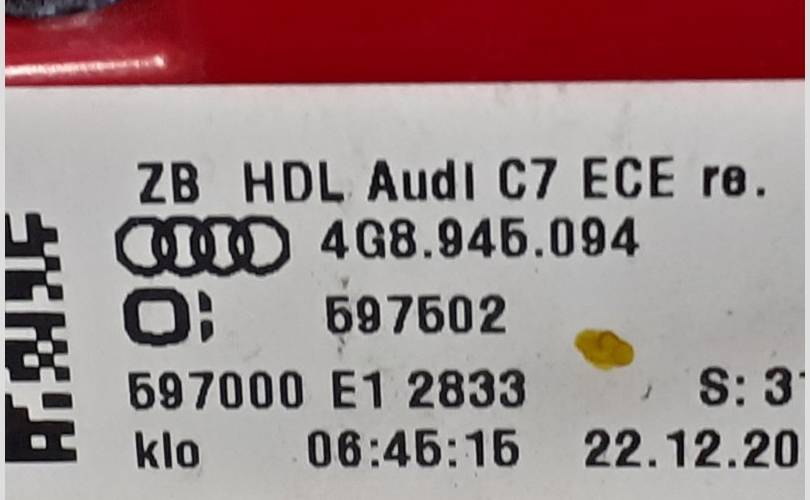 ZB HDL Audi C7 ECE re.
4G8.945.094
597502
597000 E1 2833 S: 3
klo 06:45:15 22.12.20